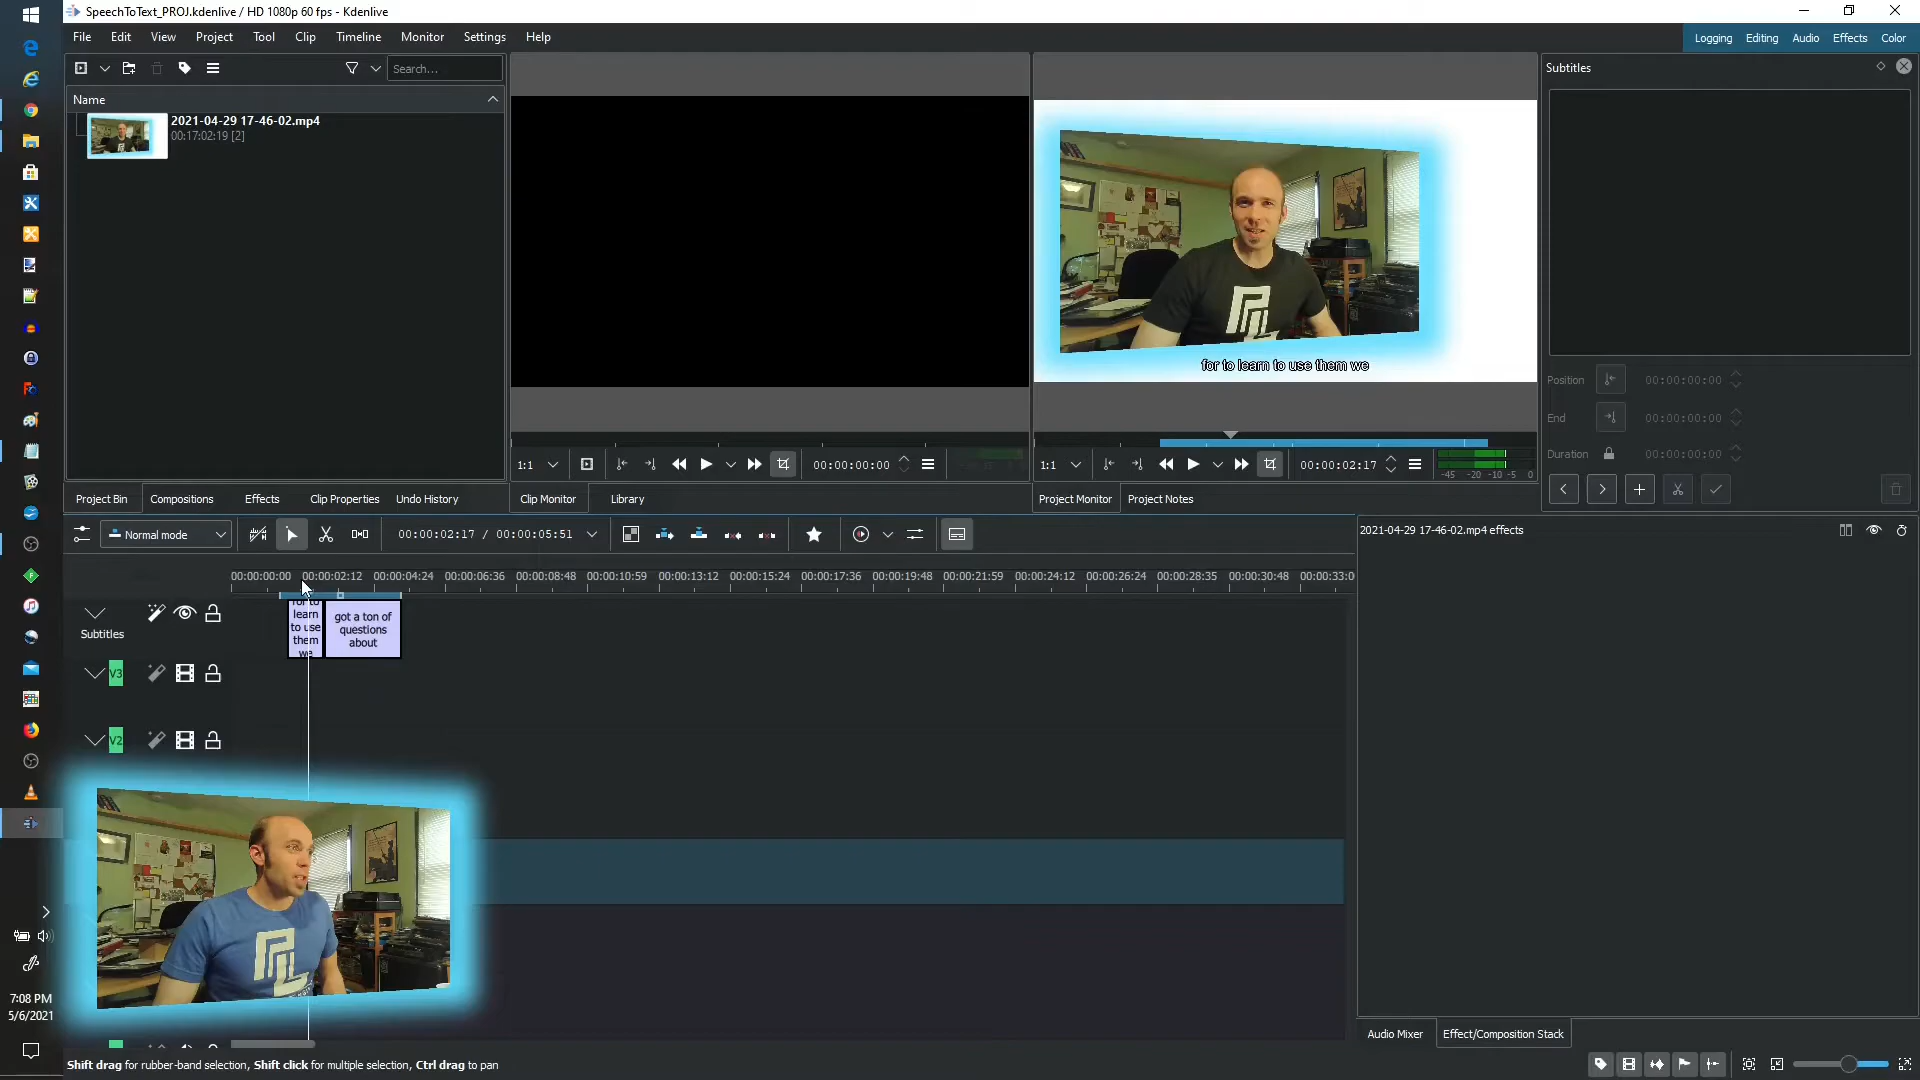 SpeechToText_PROJ.kdenlive / HD 1080p 60 fps - Kdenlive
File Edit View Project Tool Clip Timeline Monitor Settings Help
Logging Editing Audio Effects Color
Search...
Subtitles
Name
2021-04-29 17-46-02.mp4
00:17:02:19 [2]
for to learn to use them we
Position 00:00:00:00
End 00:00:00:00
Duration 00:00:00:00
1:1 00:00:00:00
1:1 00:00:02:17
-45 -20 -10 -5 0
Project Bin Compositions Effects Clip Properties Undo History
Clip Monitor Library
Project Monitor Project Notes
Normal mode 00:00:02:17 / 00:00:05:51
2021-04-29 17-46-02.mp4 effects
00:00:00:00 00:00:02:12 00:00:04:24 00:00:06:36 00:00:08:48 00:00:10:59 00:00:13:12 00:00:15:24 00:00:17:36 00:00:19:48 00:00:21:59 00:00:24:12 00:00:26:24 00:00:28:35 00:00:30:48 00:00:33:0
Subtitles
for to
learn
to use
them
we
got a ton of
questions
about
V3
V2
7:08 PM
5/6/2021
Audio Mixer Effect/Composition Stack
Shift drag for rubber-band selection, Shift click for multiple selection, Ctrl drag to pan